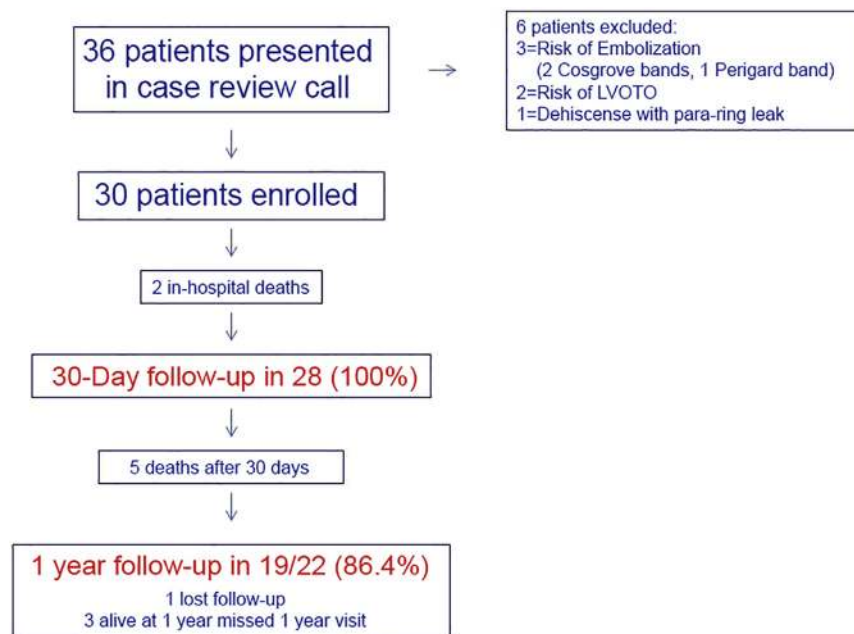 36 patients presented
in case review call
6 patients excluded:
3=Risk of Embolization
(2 Cosgrove bands, 1 Perigard band)
2=Risk of LVOTO
1=Dehiscense with para-ring leak
30 patients enrolled
2 in-hospital deaths
30-Day follow-up in 28 (100%)
5 deaths after 30 days
1 year follow-up in 19/22 (86.4%)
1 lost follow-up
3 alive at 1 year missed 1 year visit